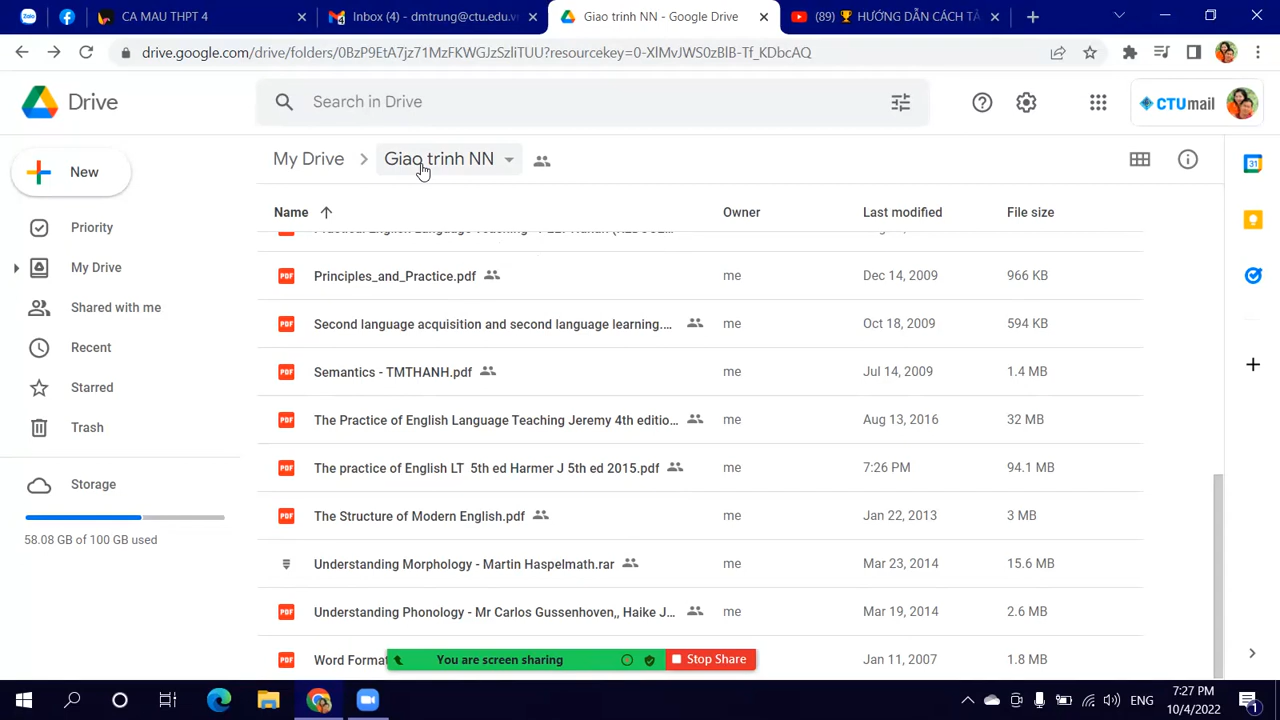 CA MAU THPT 4
Inbox (4) - dmtrung@ctu.edu.v
Giao trinh NN - Google Drive
(89) 🏆 HƯỚNG DẪN CÁCH TẢ
drive.google.com/drive/folders/0BzP9EtA7jz71MzFKWGJzSzliTUU?resourcekey=0-XIMvJWS0zBlB-Tf_KDbcAQ
Drive
Search in Drive
CTUmail
New
My Drive
Giao trinh NN
Name
Owner
Last modified
File size
Priority
My Drive
Shared with me
Recent
Starred
Trash
Storage
58.08 GB of 100 GB used
Principles_and_Practice.pdf me Dec 14, 2009 966 KB
Second language acquisition and second language learning.... me Oct 18, 2009 594 KB
Semantics - TMTHANH.pdf me Jul 14, 2009 1.4 MB
The Practice of English Language Teaching Jeremy 4th editio... me Aug 13, 2016 32 MB
The practice of English LT 5th ed Harmer J 5th ed 2015.pdf me 7:26 PM 94.1 MB
The Structure of Modern English.pdf me Jan 22, 2013 3 MB
Understanding Morphology - Martin Haspelmath.rar me Mar 23, 2014 15.6 MB
Understanding Phonology - Mr Carlos Gussenhoven,, Haike J... me Mar 19, 2014 2.6 MB
Word Format Jan 11, 2007 1.8 MB
You are screen sharing
Stop Share
31
ENG
7:27 PM
10/4/2022
1